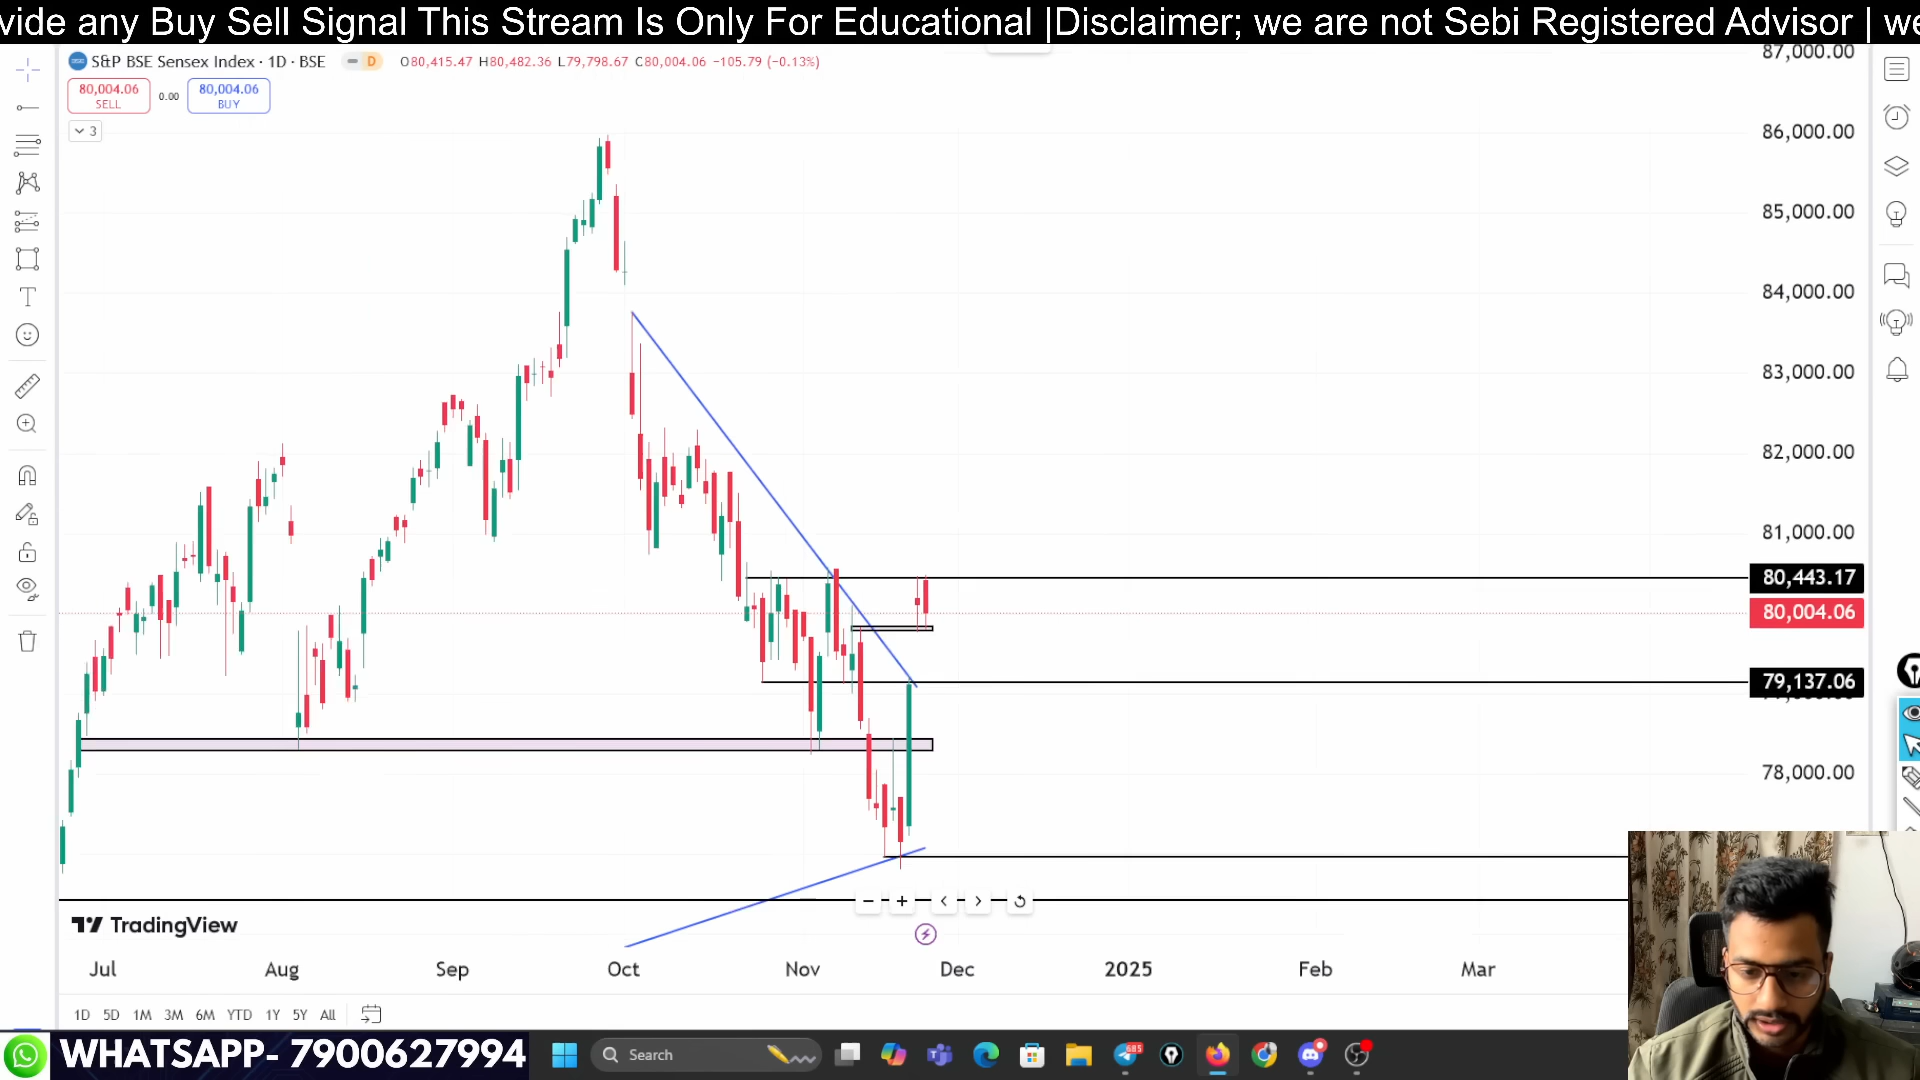 vide any Buy Sell Signal This Stream Is Only For Educational |Disclaimer; we are not Sebi Registered Advisor | we
S&P BSE Sensex Index · 1D · BSE
D
O80,415.47 H80,482.36 L79,798.67 C80,004.06 −105.79 (−0.13%)
80,004.06
SELL
0.00
80,004.06
BUY
3
87,000.00
86,000.00
85,000.00
84,000.00
83,000.00
82,000.00
81,000.00
80,443.17
80,004.06
79,137.06
78,000.00
TradingView
Jul Aug Sep Oct Nov Dec 2025 Feb Mar
1D 5D 1M 3M 6M YTD 1Y 5Y All
WHATSAPP- 7900627994
Search
685